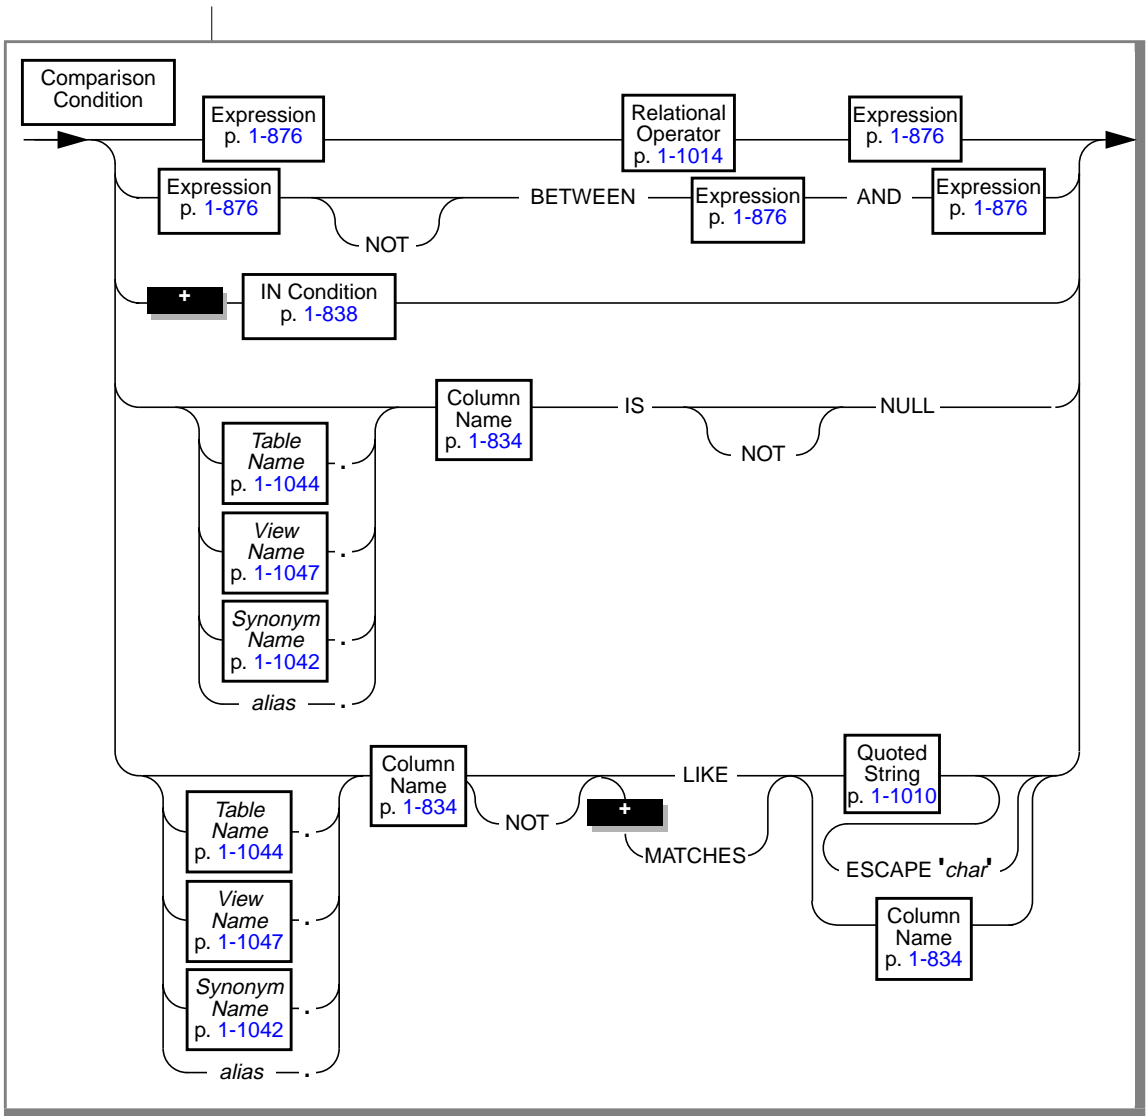 Comparison
Condition
Expression
p. 1-876
Relational
Operator
p. 1-1014
Expression
p. 1-876
Expression
p. 1-876
NOT
BETWEEN
Expression
p. 1-876
AND
Expression
p. 1-876
+
IN Condition
p. 1-838
Table
Name
p. 1-1044
.
View
Name
p. 1-1047
.
Synonym
Name
p. 1-1042
.
alias .
Column
Name
p. 1-834
IS
NOT
NULL
Table
Name
p. 1-1044
.
View
Name
p. 1-1047
.
Synonym
Name
p. 1-1042
.
alias .
Column
Name
p. 1-834
NOT
LIKE
+
MATCHES
Quoted
String
p. 1-1010
ESCAPE 'char'
Column
Name
p. 1-834